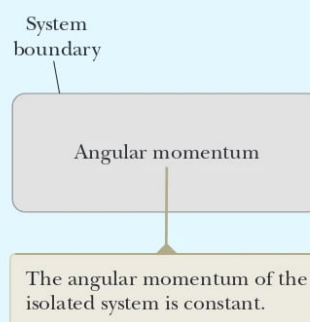 System
boundary
Angular momentum
The angular momentum of the
isolated system is constant.